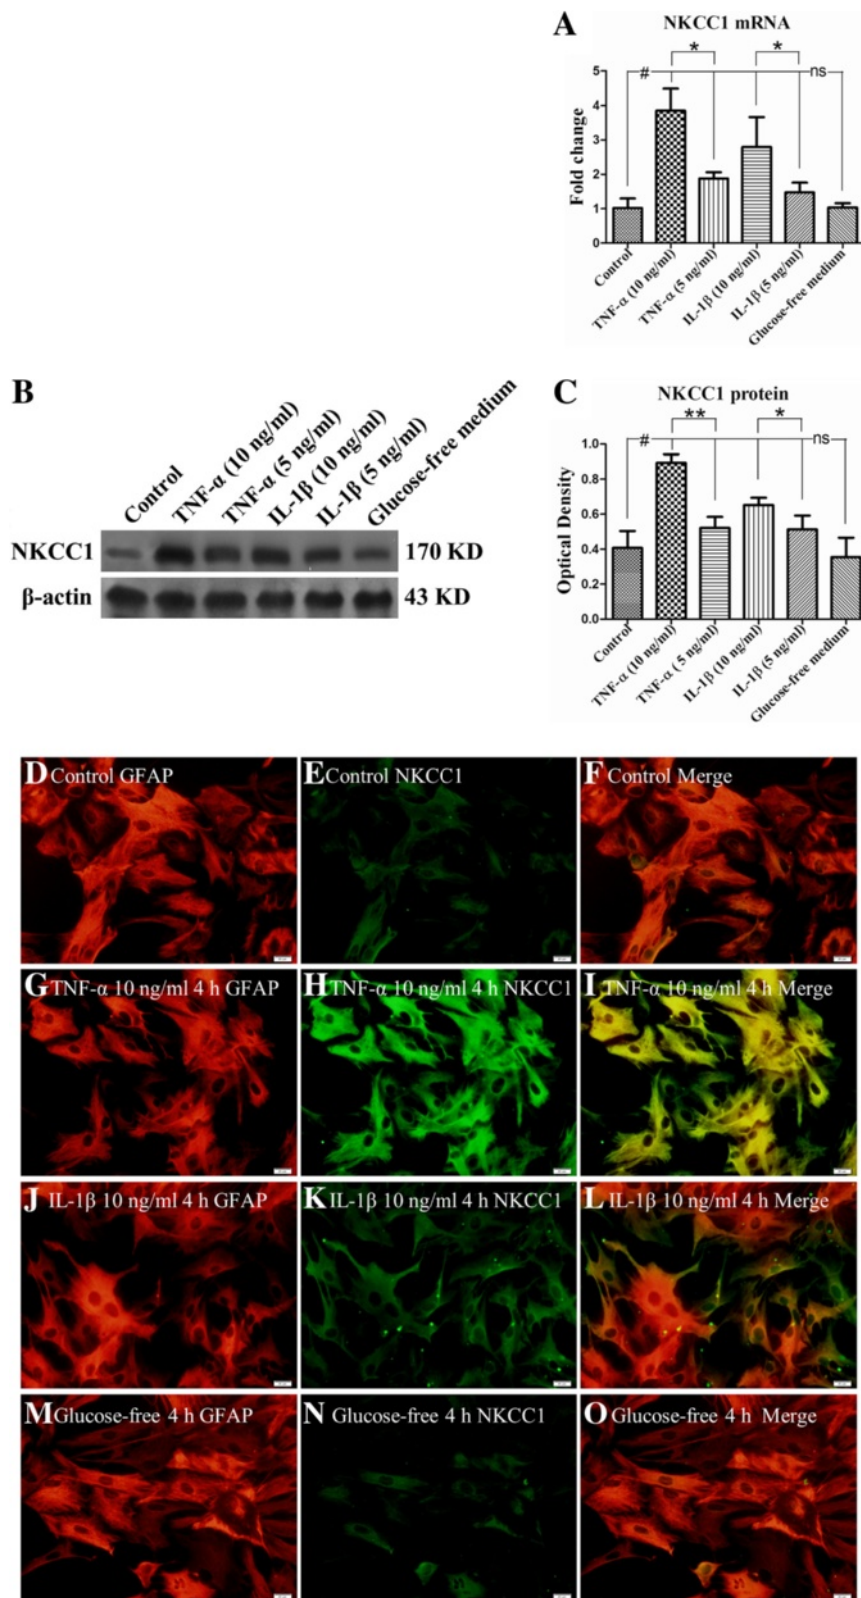 A
NKCC1 mRNA
* *
# ns
Fold change
5
4
3
2
1
0
Control
TNF-α (10 ng/ml)
TNF-α (5 ng/ml)
IL-1β (10 ng/ml)
IL-1β (5 ng/ml)
Glucose-free medium
B
Control
TNF-α (10 ng/ml)
TNF-α (5 ng/ml)
IL-1β (10 ng/ml)
IL-1β (5 ng/ml)
Glucose-free medium
NKCC1 170 KD
β-actin 43 KD
C
NKCC1 protein
** *
# ns
Optical Density
1.0
0.8
0.6
0.4
0.2
0.0
Control
TNF-α (10 ng/ml)
TNF-α ( 5 ng/ml)
IL-1β (10 ng/ml)
IL-1β (5 ng/ml)
Glucose-free medium
D Control GFAP
E Control NKCC1
F Control Merge
G TNF-α 10 ng/ml 4 h GFAP
H TNF-α 10 ng/ml 4 h NKCC1
I TNF-α 10 ng/ml 4 h Merge
J IL-1β 10 ng/ml 4 h GFAP
K IL-1β 10 ng/ml 4 h NKCC1
L IL-1β 10 ng/ml 4 h Merge
M Glucose-free 4 h GFAP
N Glucose-free 4 h NKCC1
O Glucose-free 4 h Merge